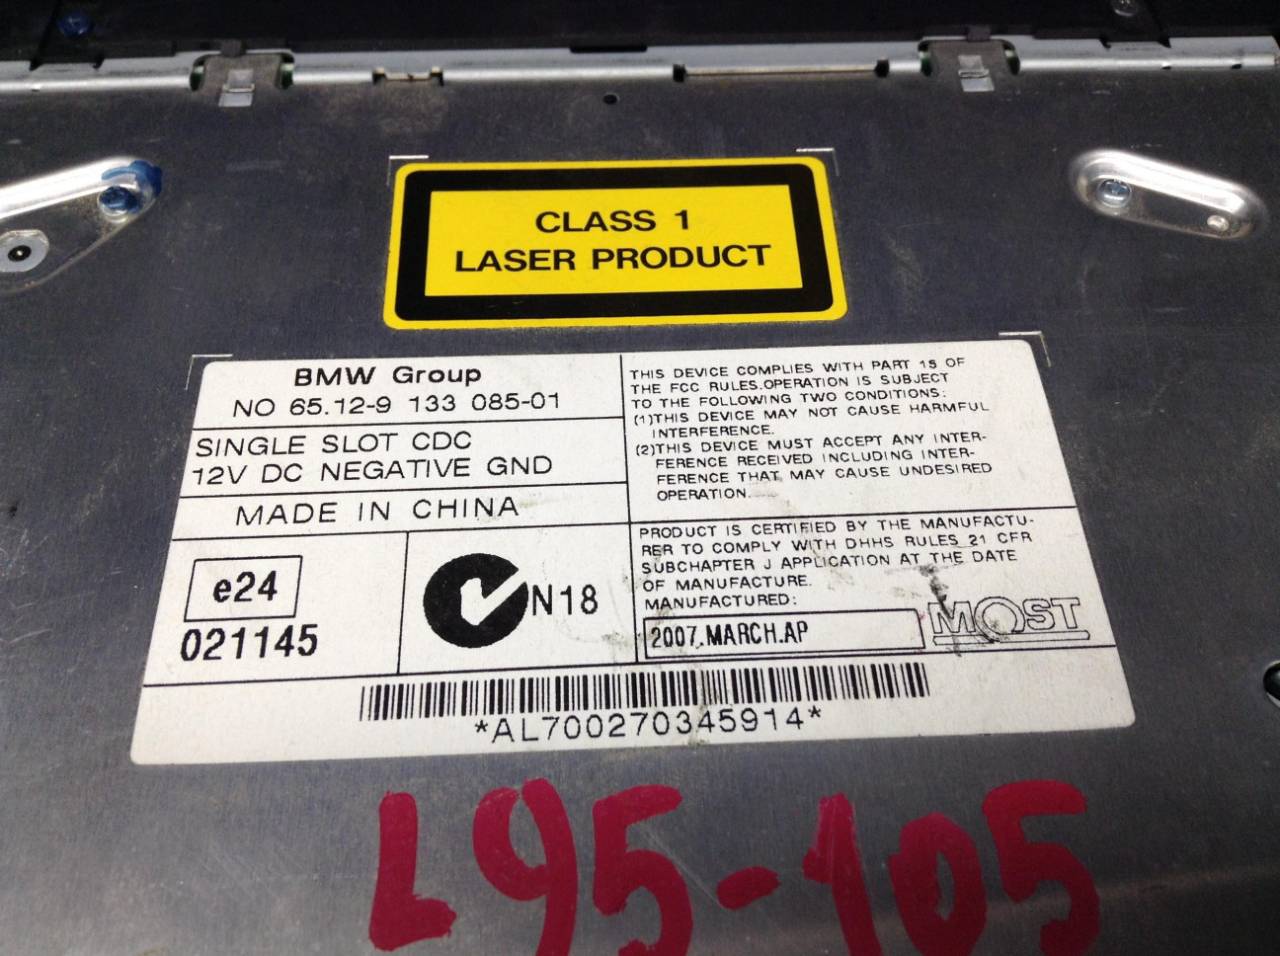 CLASS 1
LASER PRODUCT
BMW Group
NO 65.12-9 133 085-01
SINGLE SLOT CDC
12V DC NEGATIVE GND
MADE IN CHINA
e24
021145
N18
THIS DEVICE COMPLIES WITH PART 15 OF
THE FCC RULES.OPERATION IS SUBJECT
TO THE FOLLOWING TWO CONDITIONS:
(1)THIS DEVICE MAY NOT CAUSE HARMFUL
INTERFERENCE.
(2)THIS DEVICE MUST ACCEPT ANY INTER-
FERENCE RECEIVED INCLUDING INTER-
FERENCE THAT MAY CAUSE UNDESIRED
OPERATION.
PRODUCT IS CERTIFIED BY THE MANUFACTU-
RER TO COMPLY WITH DHHS RULES 21 CFR
SUBCHAPTER J APPLICATION AT THE DATE
OF MANUFACTURE.
MANUFACTURED:
2007.MARCH.AP
MOST
*AL700270345914*
L95-105